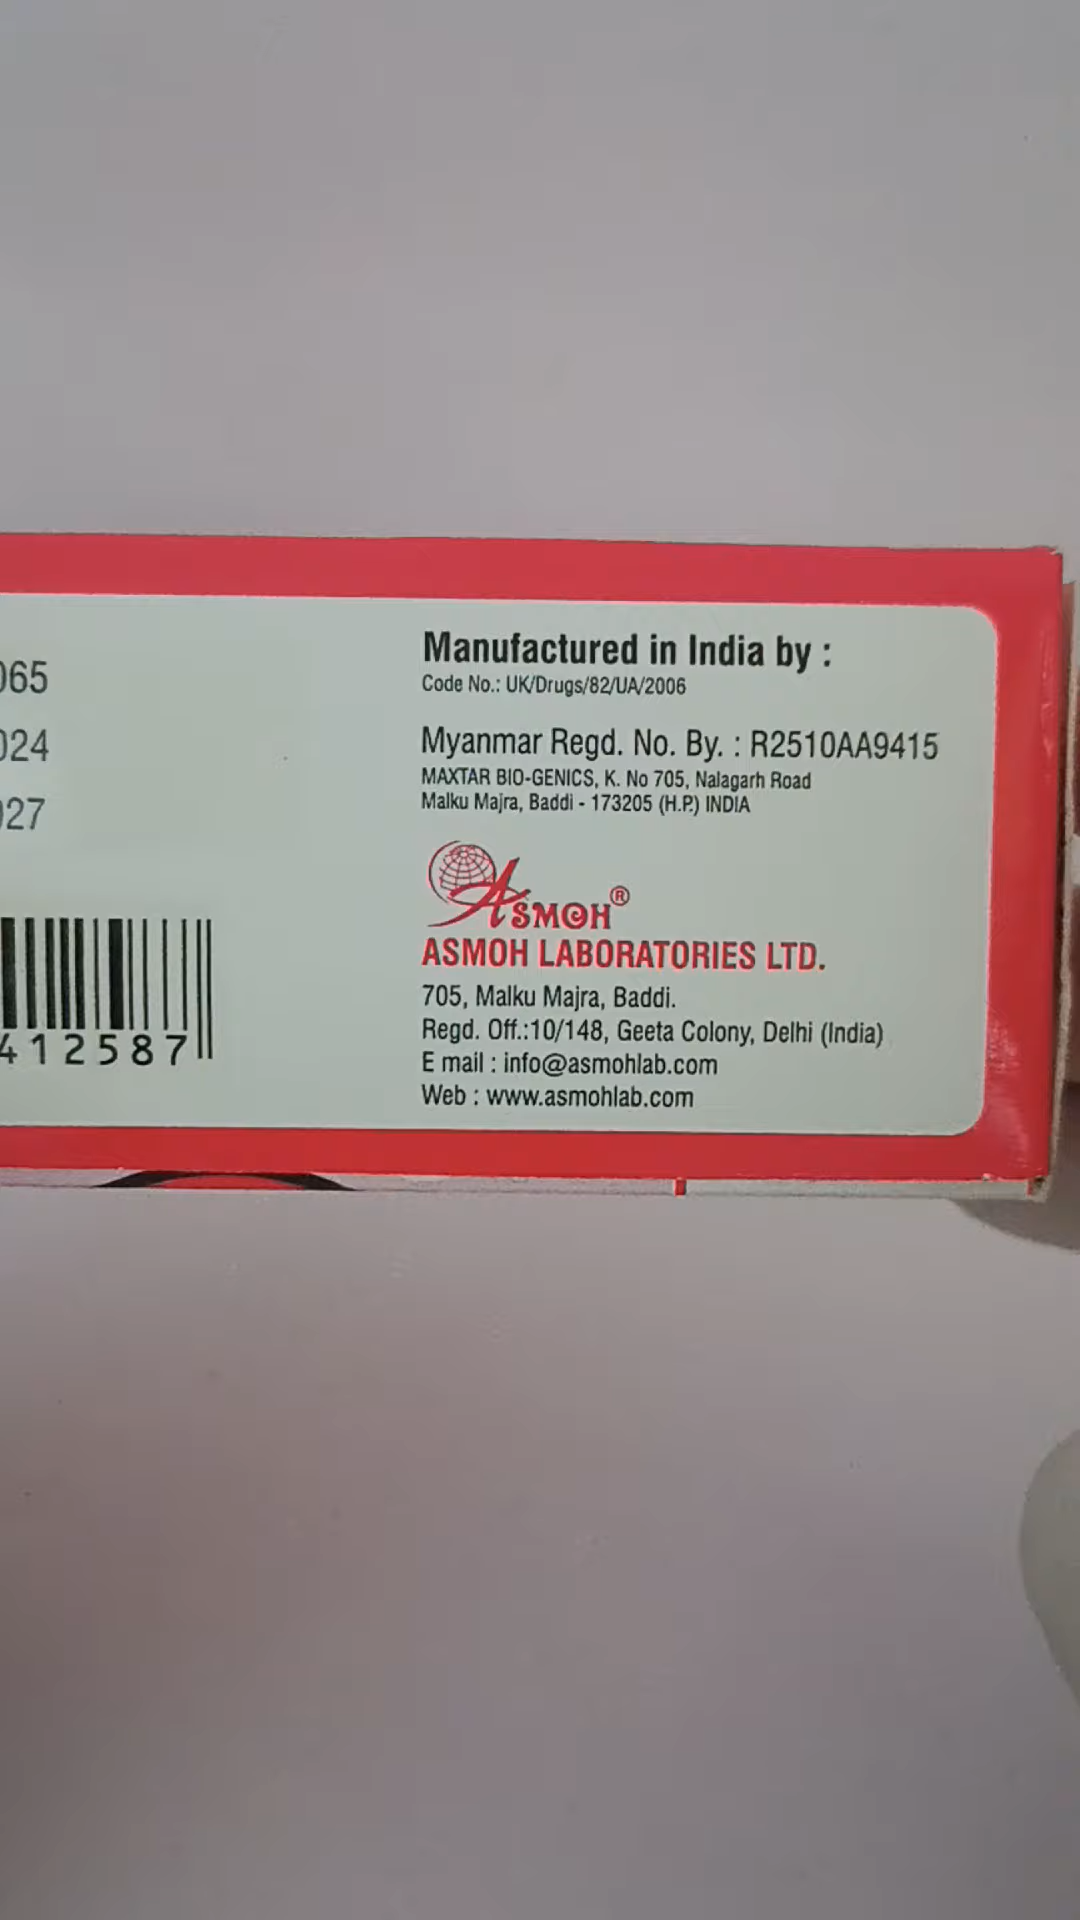 065
024
027
412587
Manufactured in India by :
Code No.: UK/Drugs/82/UA/2006
Myanmar Regd. No. By. : R2510AA9415
MAXTAR BIO-GENICS, K. No 705, Nalagarh Road
Malku Majra, Baddi - 173205 (H.P.) INDIA
ASMOH®
ASMOH LABORATORIES LTD.
705, Malku Majra, Baddi.
Regd. Off.:10/148, Geeta Colony, Delhi (India)
E mail : info@asmohlab.com
Web : www.asmohlab.com